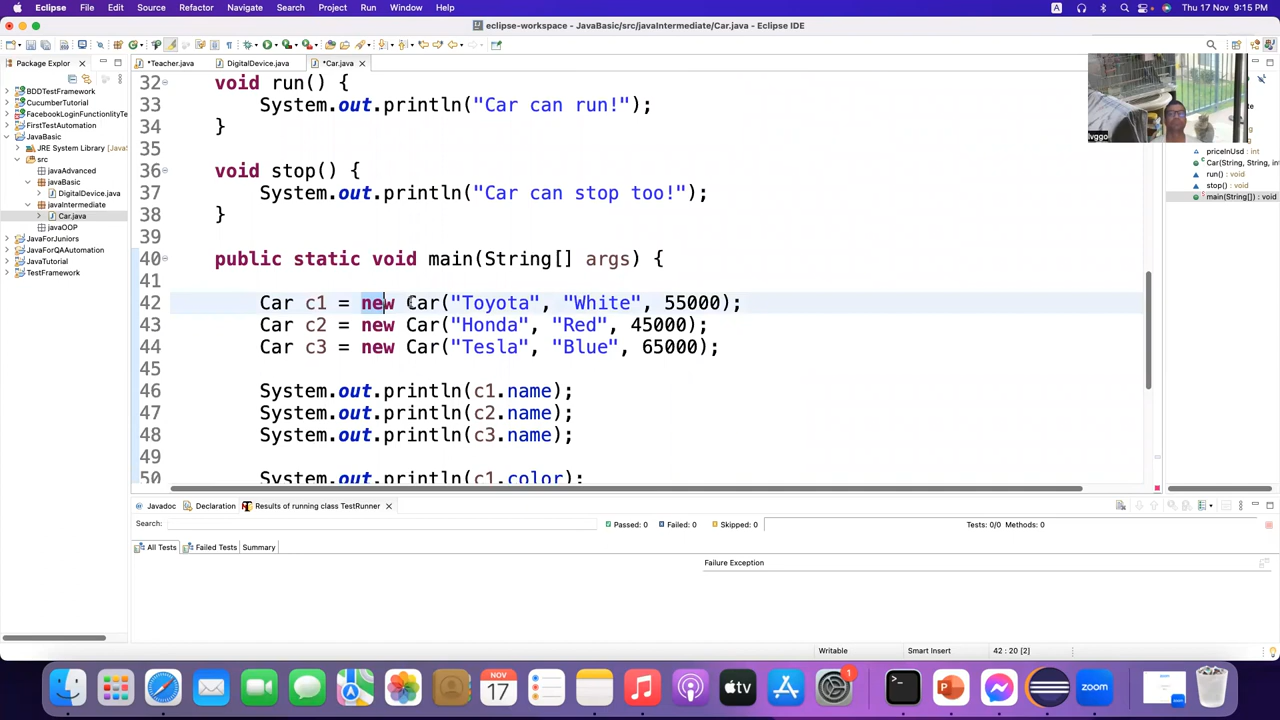 Eclipse File Edit Source Refactor Navigate Search Project Run Window Help
A Thu 17 Nov 9:15 PM
eclipse-workspace - JavaBasic/src/javaIntermediate/Car.java - Eclipse IDE
Package Explor
*Teacher.java DigitalDevice.java *Car.java
BDDTestFramework
CucumberTutorial
FacebookLoginFunctionlityTe
FirstTestAutomation
JavaBasic
JRE System Library [Java
src
javaAdvanced
javaBasic
DigitalDevice.java
javaIntermediate
Car.java
javaOOP
JavaForJuniors
JavaForQAAutomation
JavaTutorial
TestFramework
32 void run() {
33 System.out.println("Car can run!");
34 }
35
36 void stop() {
37 System.out.println("Car can stop too!");
38 }
39
40 public static void main(String[] args) {
41
42 Car c1 = new Car("Toyota", "White", 55000);
43 Car c2 = new Car("Honda", "Red", 45000);
44 Car c3 = new Car("Tesla", "Blue", 65000);
45
46 System.out.println(c1.name);
47 System.out.println(c2.name);
48 System.out.println(c3.name);
49
50 System.out.println(c1.color);
priceInUsd : int
Car(String, String, in
run() : void
stop() : void
main(String[]) : void
Javadoc Declaration Results of running class TestRunner
Search: Passed: 0 Failed: 0 Skipped: 0 Tests: 0/0 Methods: 0
All Tests Failed Tests Summary
Failure Exception
Writable Smart Insert 42 : 20 [2]
NOV
17
tv
1
zoom